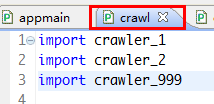 appmain crawl
1 import crawler_1
2 import crawler_2
3 import crawler_999